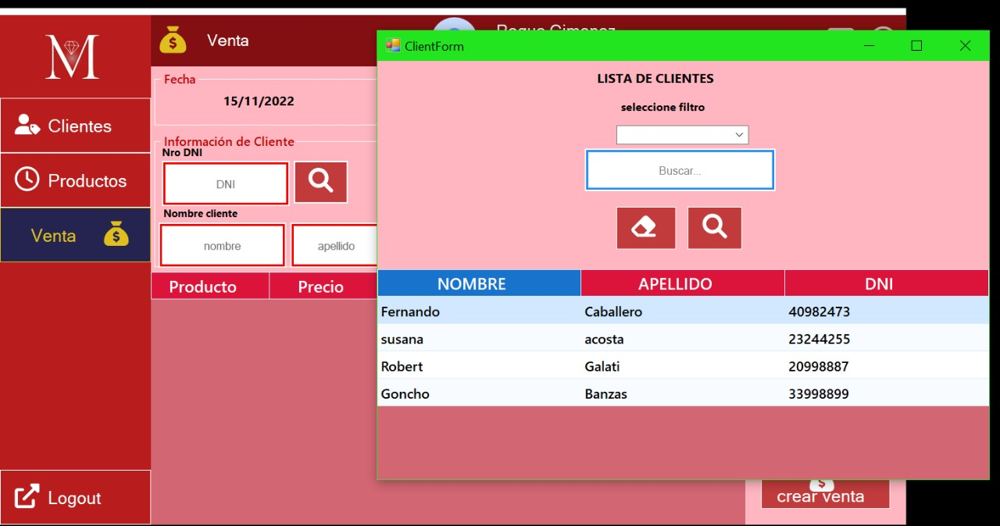 M
Venta
Clientes
Productos
Venta
Logout
Fecha
15/11/2022
Información de Cliente
Nro DNI
DNI
Nombre cliente
nombre
apellido
Producto
Precio
ClientForm
LISTA DE CLIENTES
seleccione filtro
Buscar...
NOMBRE APELLIDO DNI
Fernando Caballero 40982473
susana acosta 23244255
Robert Galati 20998887
Goncho Banzas 33998899
crear venta